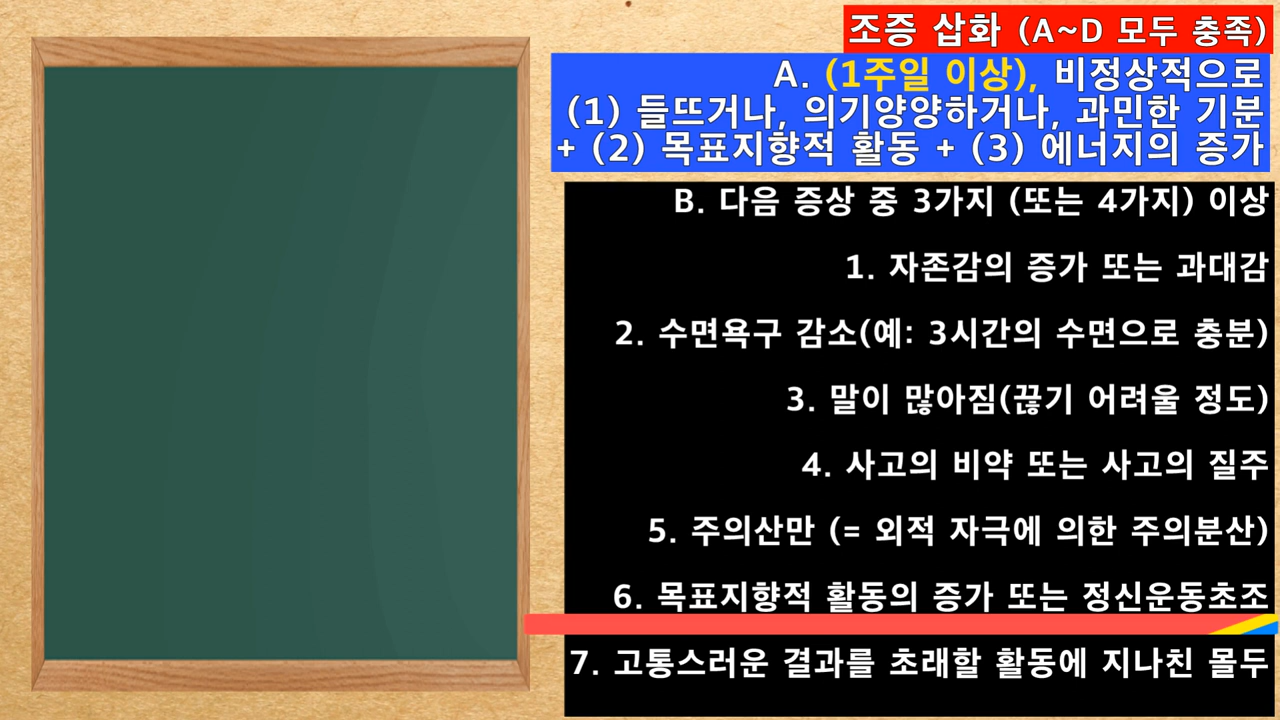 조증 삽화 (A~D 모두 충족)
A. (1주일 이상), 비정상적으로
(1) 들뜨거나, 의기양양하거나, 과민한 기분
+ (2) 목표지향적 활동 + (3) 에너지의 증가
B. 다음 증상 중 3가지 (또는 4가지) 이상
1. 자존감의 증가 또는 과대감
2. 수면욕구 감소(예: 3시간의 수면으로 충분)
3. 말이 많아짐(끊기 어려울 정도)
4. 사고의 비약 또는 사고의 질주
5. 주의산만 (= 외적 자극에 의한 주의분산)
6. 목표지향적 활동의 증가 또는 정신운동초조
7. 고통스러운 결과를 초래할 활동에 지나친 몰두